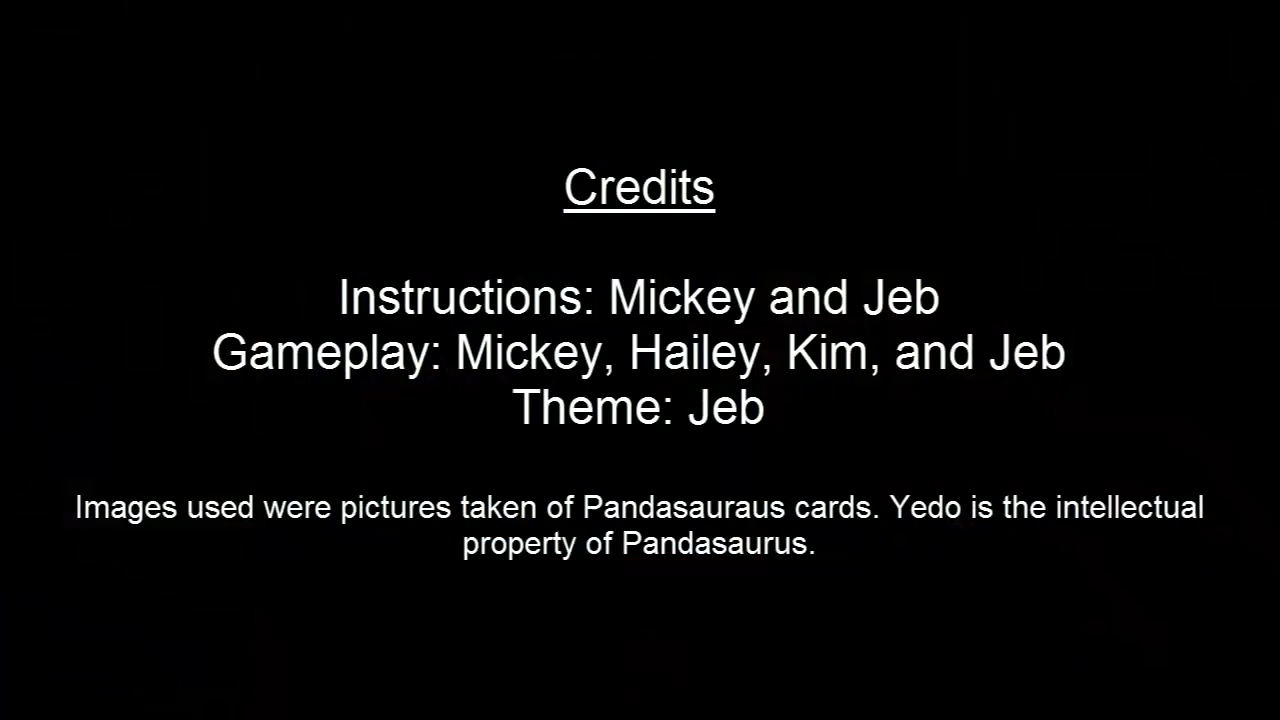 Credits
Instructions: Mickey and Jeb
Gameplay: Mickey, Hailey, Kim, and Jeb
Theme: Jeb
Images used were pictures taken of Pandasauraus cards. Yedo is the intellectual
property of Pandasaurus.